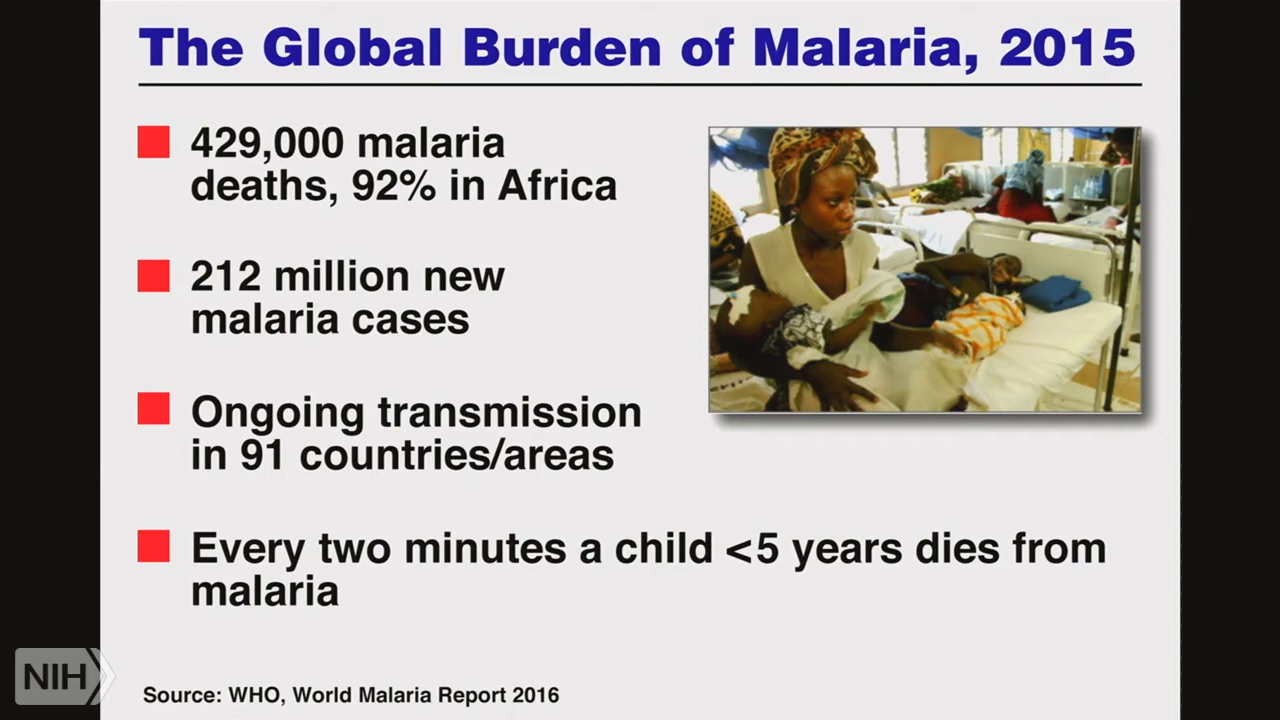 The Global Burden of Malaria, 2015
429,000 malaria
deaths, 92% in Africa
212 million new
malaria cases
Ongoing transmission
in 91 countries/areas
Every two minutes a child <5 years dies from
malaria
NIH
Source: WHO, World Malaria Report 2016